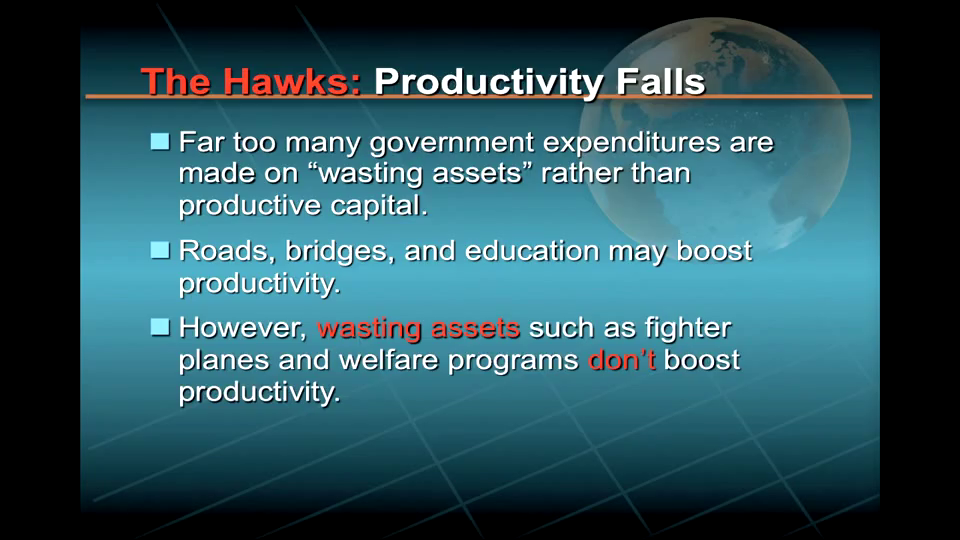 The Hawks: Productivity Falls
Far too many government expenditures are
made on “wasting assets” rather than
productive capital.
Roads, bridges, and education may boost
productivity.
However, wasting assets such as fighter
planes and welfare programs don’t boost
productivity.